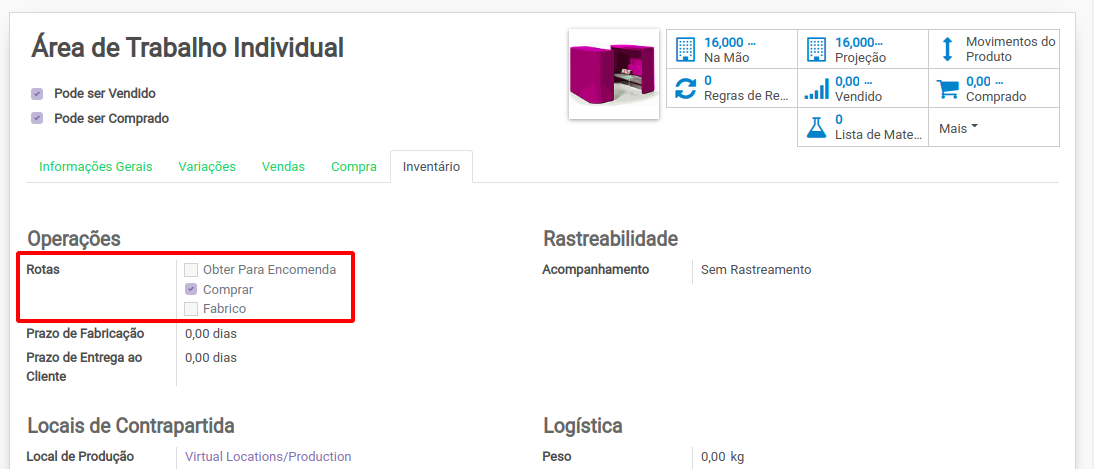 Área de Trabalho Individual
Pode ser Vendido
Pode ser Comprado
16,000 ...
Na Mão
16,000...
Projeção
Movimentos do
Produto
0
Regras de Re...
0,00 ...
Vendido
0,00 ...
Comprado
0
Lista de Mate...
Mais
Informações Gerais Variações Vendas Compra Inventário
Operações
Rotas
Obter Para Encomenda
Comprar
Fabrico
Prazo de Fabricação 0,00 dias
Prazo de Entrega ao 0,00 dias
Cliente
Rastreabilidade
Acompanhamento Sem Rastreamento
Locais de Contrapartida
Local de Produção Virtual Locations/Production
Logística
Peso 0,00 kg